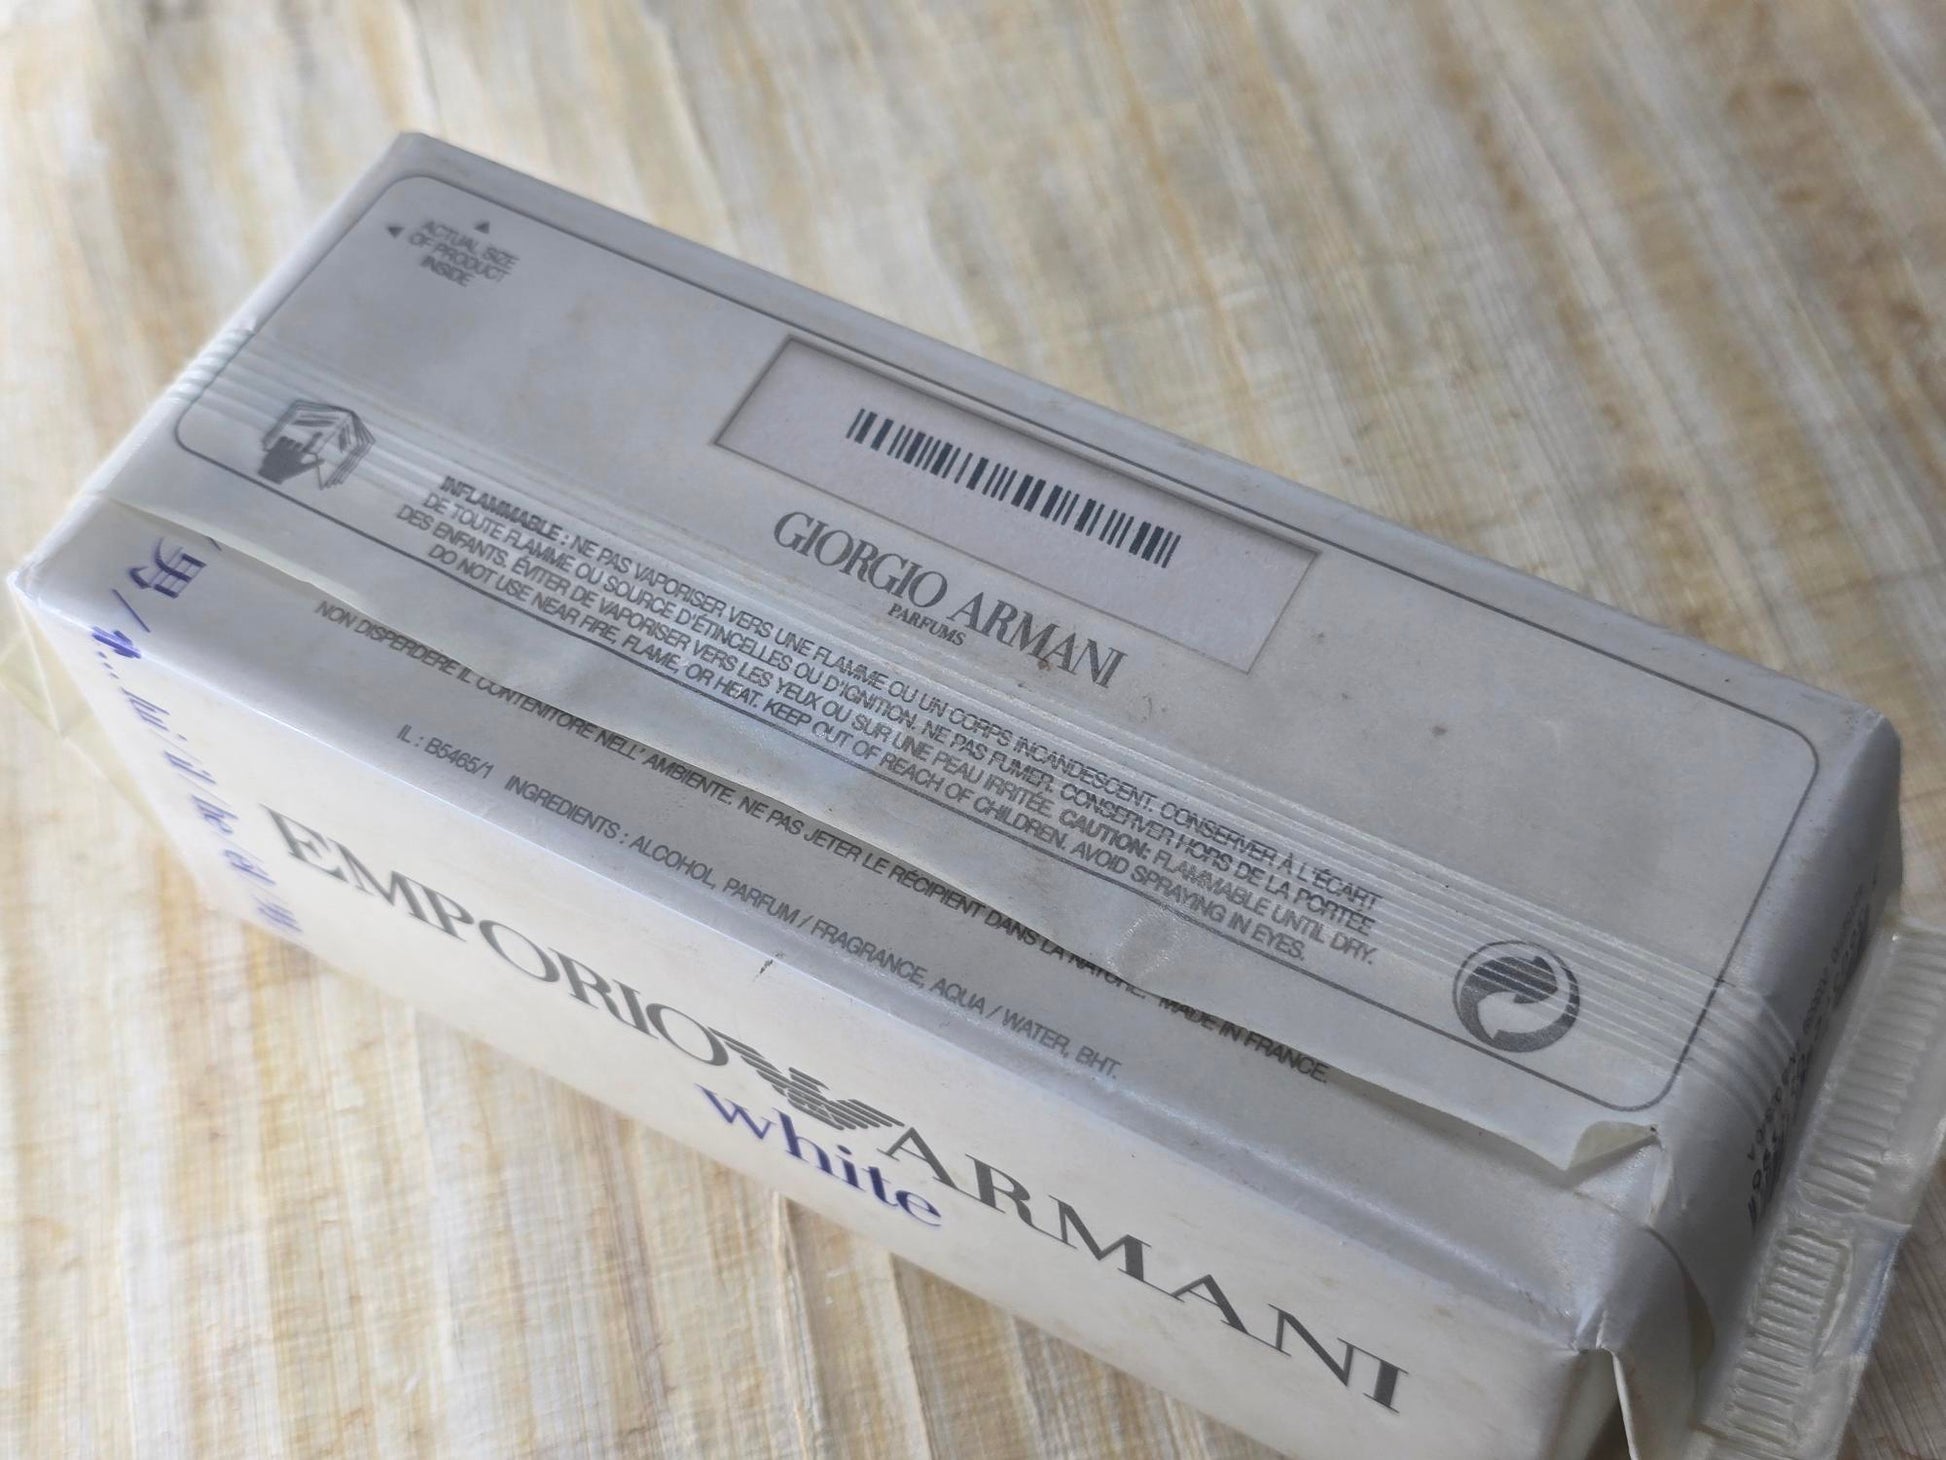 ACTUAL SIZE
OF PRODUCT
INSIDE
GIORGIO ARMANI
PARFUMS
INFLAMMABLE : NE PAS VAPORISER VERS UNE FLAMME OU UN CORPS INCANDESCENT. CONSERVER À L'ÉCART
DE TOUTE FLAMME OU SOURCE D'ÉTINCELLES OU D'IGNITION. NE PAS FUMER. CONSERVER HORS DE LA PORTÉE
DES ENFANTS. ÉVITER DE VAPORISER VERS LES YEUX OU SUR UNE PEAU IRRITÉE. CAUTION: FLAMMABLE UNTIL DRY.
DO NOT USE NEAR FIRE, FLAME, OR HEAT. KEEP OUT OF REACH OF CHILDREN. AVOID SPRAYING IN EYES.
NON DISPERDERE IL CONTENITORE NELL' AMBIENTE. NE PAS JETER LE RÉCIPIENT DANS LA NATURE. MADE IN FRANCE.
IL : B5465/1 INGREDIENTS : ALCOHOL, PARFUM / FRAGRANCE, AQUA / WATER, BHT.
EMPORIO ARMANI
white
男